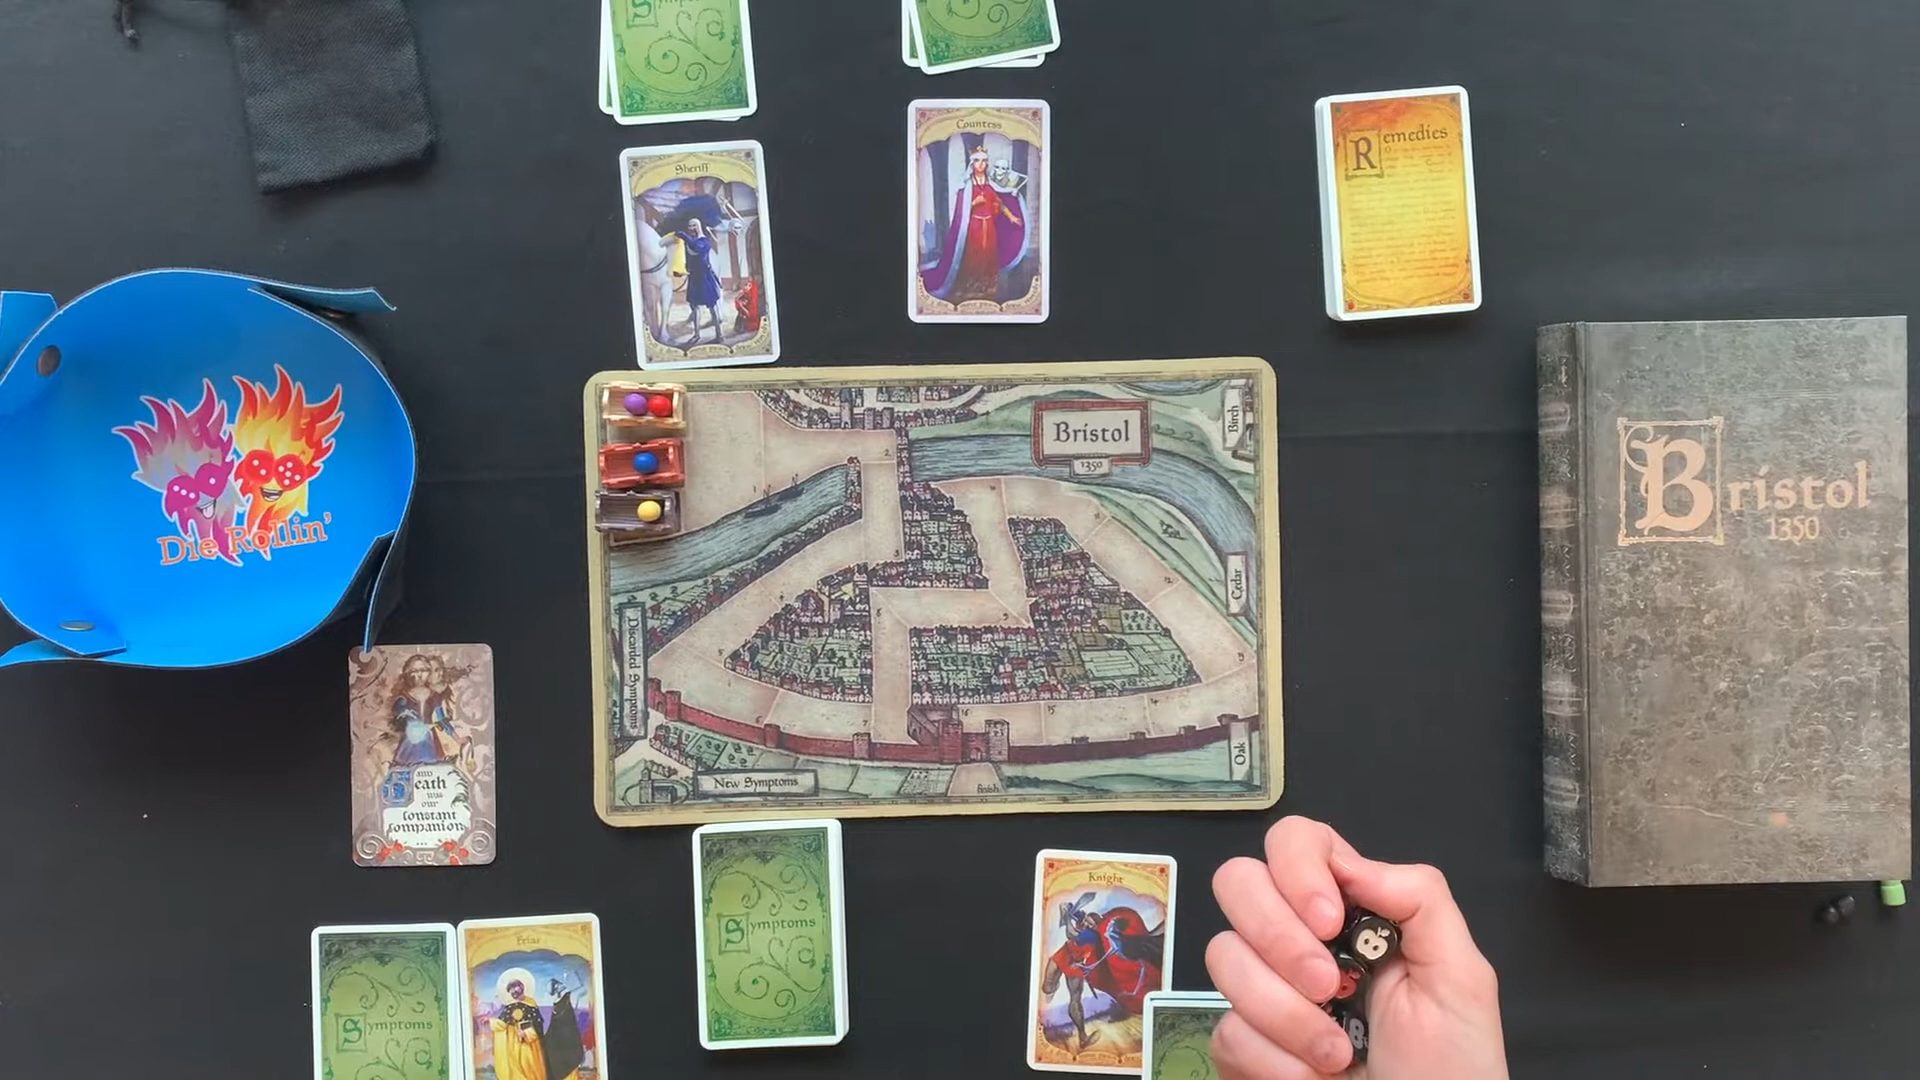 Symptoms
Countess
Remedies
Sheriff
Bristol
1350
Birch
Bristol
1350
Die Rollin'
Cedar
Discarded Symptoms
Oak
New Symptoms
finish
Death
was
our
constant
companion
...
Knight
Friar
Symptoms
Symptoms